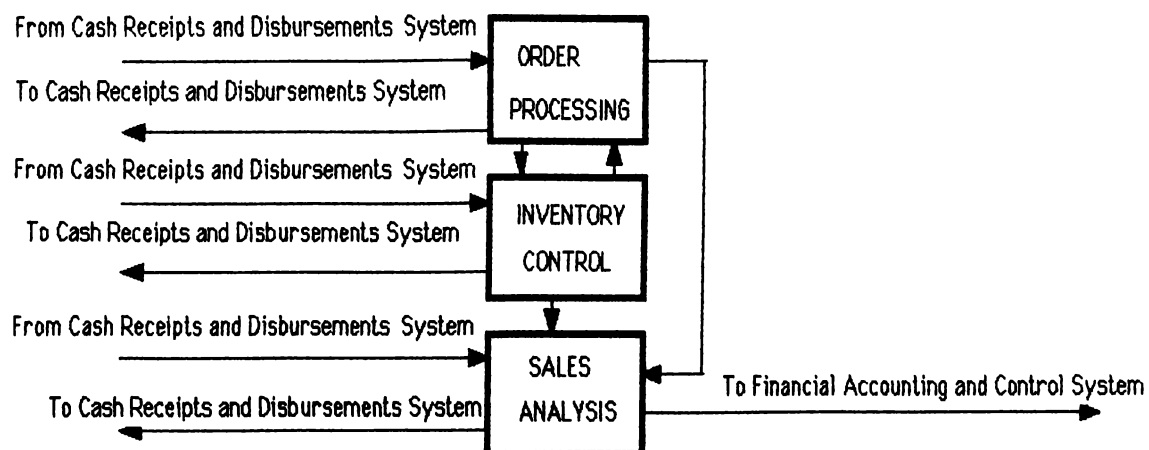 From Cash Receipts and Disbursements System
ORDER
PROCESSING
To Cash Receipts and Disbursements System
From Cash Receipts and Disbursements System
INVENTORY
CONTROL
To Cash Receipts and Disbursements System
From Cash Receipts and Disbursements System
SALES
ANALYSIS
To Financial Accounting and Control System
To Cash Receipts and Disbursements System